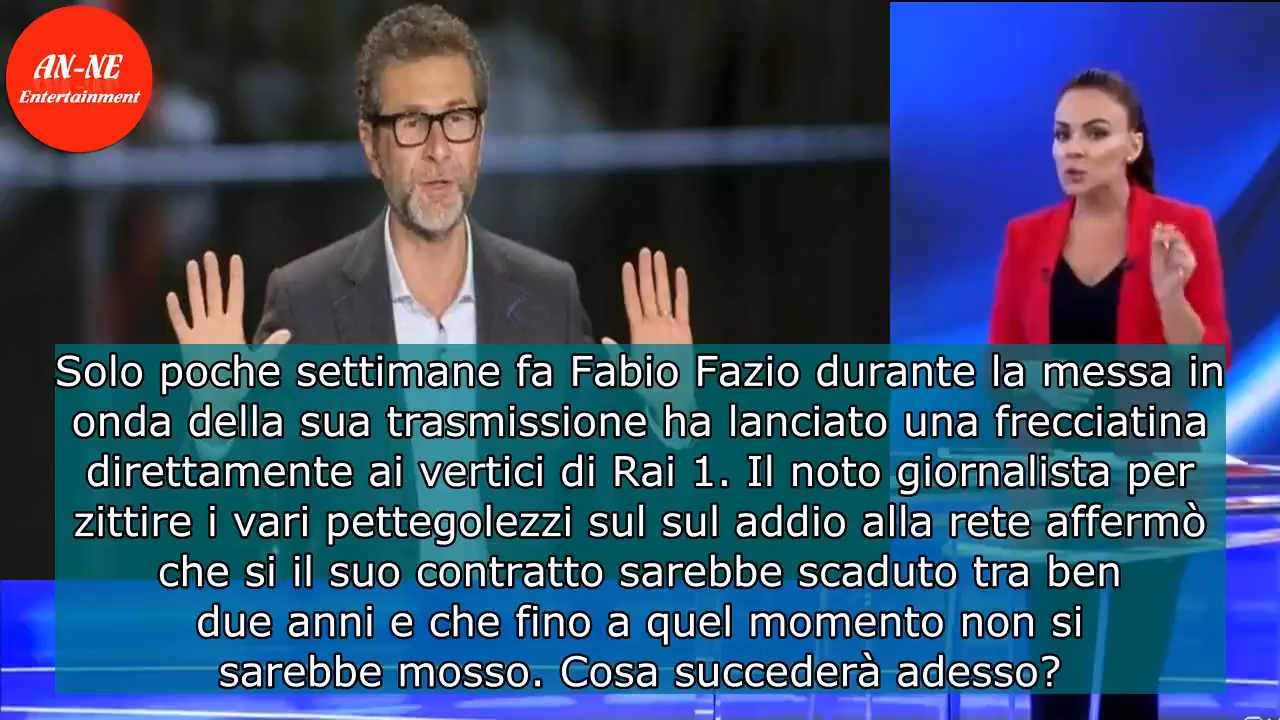 AN-NE
Entertainment
Solo poche settimane fa Fabio Fazio durante la messa in
onda della sua trasmissione ha lanciato una frecciatina
direttamente ai vertici di Rai 1. Il noto giornalista per
zittire i vari pettegolezzi sul sul addio alla rete affermò
che si il suo contratto sarebbe scaduto tra ben
due anni e che fino a quel momento non si
sarebbe mosso. Cosa succederà adesso?